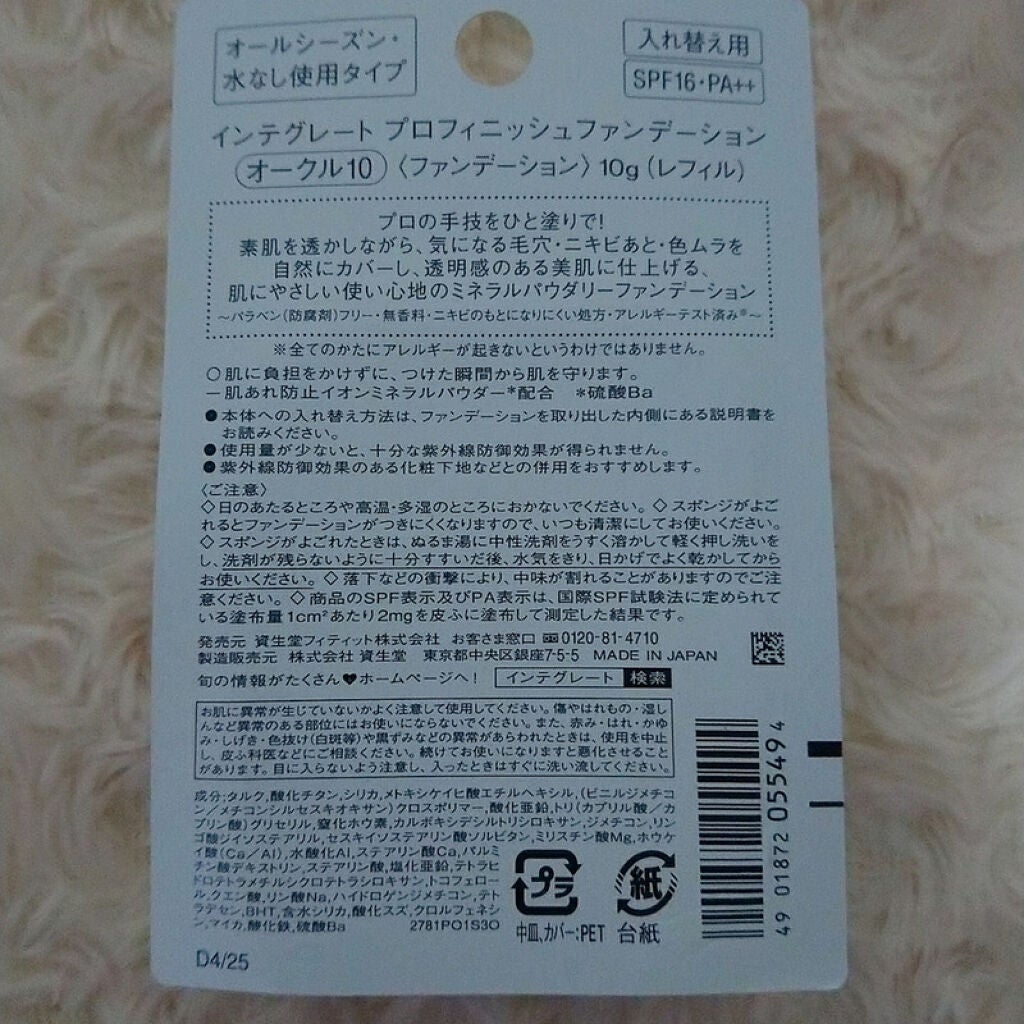 オールシーズン・
水なし使用タイプ
入れ替え用
SPF16・PA++
インテグレート プロフィニッシュファンデーション
オークル10 〈ファンデーション〉 10g(レフィル)
プロの手技をひと塗りで!
素肌を透かしながら、気になる毛穴・ニキビあと・色ムラを
自然にカバーし、透明感のある美肌に仕上げる、
肌にやさしい使い心地のミネラルパウダリーファンデーション
~パラベン(防腐剤)フリー・無香料・ニキビのもとになりにくい処方・アレルギーテスト済み※~
※全てのかたにアレルギーが起きないというわけではありません。
○肌に負担をかけずに、つけた瞬間から肌を守ります。
ー肌あれ防止イオンミネラルパウダー*配合 *硫酸Ba
●本体への入れ替え方法は、ファンデーションを取り出した内側にある説明書を
お読みください。
●使用量が少ないと、十分な紫外線防御効果が得られません。
●紫外線防御効果のある化粧下地などとの併用をおすすめします。
〈ご注意〉
◇日のあたるところや高温・多湿のところにおかないでください。◇スポンジがよご
れるとファンデーションがつきにくくなりますので、いつも清潔にしてお使いください。
◇スポンジがよごれたときは、ぬるま湯に中性洗剤をうすく溶かして軽く押し洗いを
し、洗剤が残らないように十分すすいだ後、水気をきり、日かげでよく乾かしてから
お使いください。◇落下などの衝撃により、中味が割れることがありますのでご注
意ください。◇商品のSPF表示及びPA表示は、国際SPF試験法に定められて
いる塗布量1cm²あたり2mgを皮ふに塗布して測定した結果です。
発売元 資生堂フィティット株式会社 お客さま窓口 0120-81-4710
製造販売元 株式会社 資生堂 東京都中央区銀座7-5-5 MADE IN JAPAN
旬の情報がたくさん♥ホームページへ! インテグレート 検索
お肌に異常が生じていないかよく注意して使用してください。傷やはれもの・湿し
んなど異常のある部位にはお使いにならないでください。また、赤み・はれ・かゆ
み・しげき・色抜け(白斑等)や黒ずみなどの異常があらわれたときは、使用を中止
し、皮ふ科医などにご相談ください。続けてお使いになりますと悪化させること
があります。目に入らないよう注意し、入ったときはすぐに洗い流してください。
成分:タルク,酸化チタン,シリカ,メトキシケイヒ酸エチルヘキシル,(ビニルジメチコ
ン/メチコンシルセスキオキサン)クロスポリマー,酸化亜鉛,トリ(カプリル酸/カ
プリン酸)グリセリル,窒化ホウ素,カルボキシデシルトリシロキサン,ジメチコン,リン
ゴ酸ジイソステアリル,セスキイソステアリン酸ソルビタン,ミリスチン酸Mg,ホウケ
イ酸(Ca/Al),水酸化Al,ステアリン酸Ca,パルミ
チン酸デキストリン,ステアリン酸,塩化亜鉛,テトラヒ
ドロテトラメチルシクロテトラシロキサン,トコフェロー
ル,クエン酸,リン酸Na,ハイドロゲンジメチコン,テト
ラデセン,BHT,含水シリカ,酸化スズ,クロルフェネシ
ン,マイカ,酸化鉄,硫酸Ba 2781PO1S3O
プラ
紙
中皿、カバー:PET 台紙
49 01872 055494
D4/25